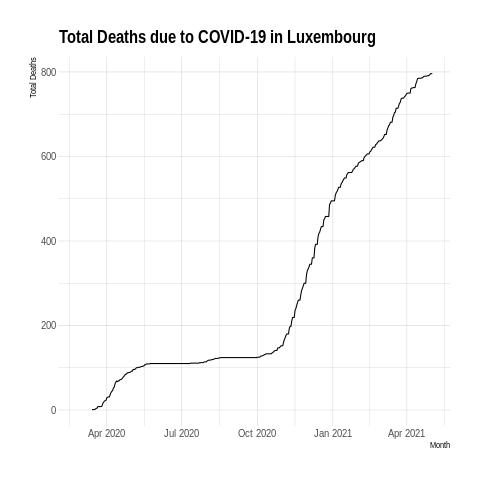 Total Deaths due to COVID-19 in Luxembourg
Total Deaths
800
600
400
200
0
Apr 2020 Jul 2020 Oct 2020 Jan 2021 Apr 2021
Month